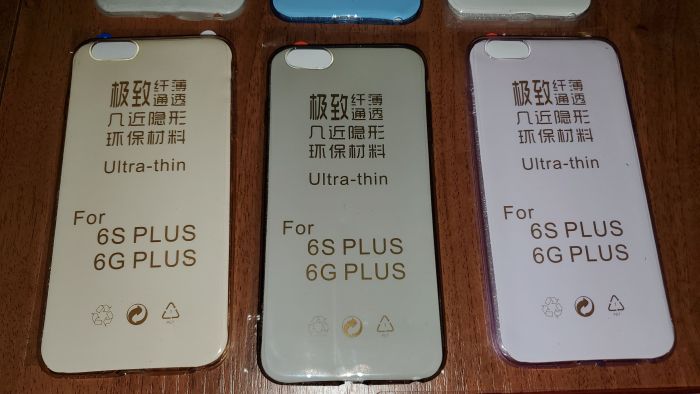 极致 纤薄通透
几近隐形
环保材料
Ultra-thin
For
6S PLUS
6G PLUS
极致 纤薄通透
几近隐形
环保材料
Ultra-thin
For
6S PLUS
6G PLUS
极致 纤薄通透
几近隐形
环保材料
Ultra-thin
For
6S PLUS
6G PLUS